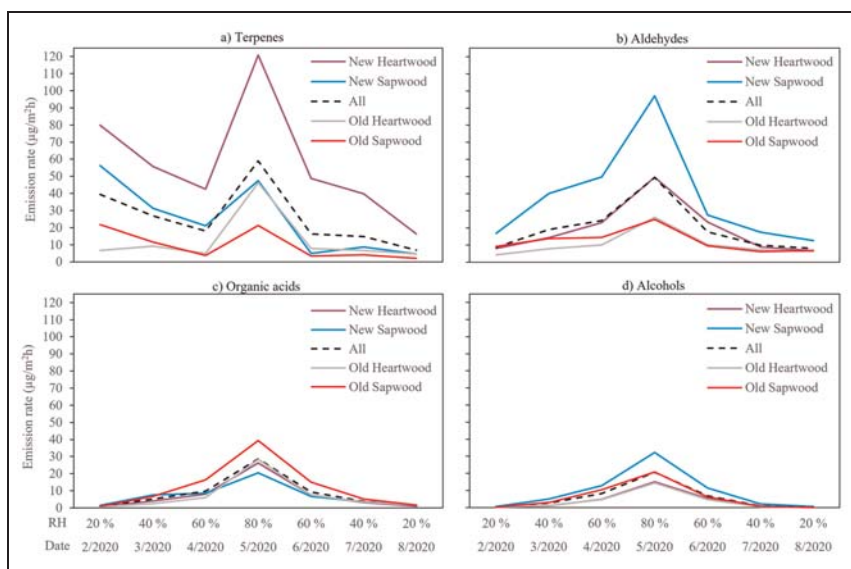 a) Terpenes
120
110
100
90
80
70
60
50
40
30
20
10
0
Emission rate (µg/m²h)
New Heartwood
New Sapwood
All
Old Heartwood
Old Sapwood
b) Aldehydes
New Heartwood
New Sapwood
All
Old Heartwood
Old Sapwood
c) Organic acids
120
110
100
90
80
70
60
50
40
30
20
10
0
Emission rate (µg/m²h)
New Heartwood
New Sapwood
All
Old Heartwood
Old Sapwood
d) Alcohols
New Heartwood
New Sapwood
All
Old Heartwood
Old Sapwood
RH 20 % 40 % 60 % 80 % 60 % 40 % 20 % 20 % 40 % 60 % 80 % 60 % 40 % 20 %
Date 2/2020 3/2020 4/2020 5/2020 6/2020 7/2020 8/2020 2/2020 3/2020 4/2020 5/2020 6/2020 7/2020 8/2020